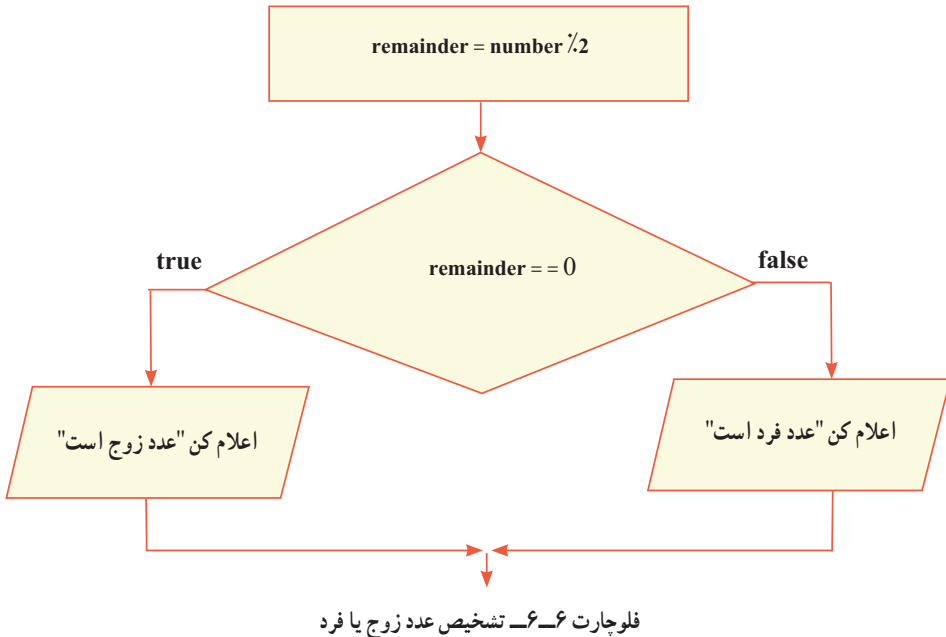 remainder = number ٪2
true
remainder = = 0
false
اعلام کن "عدد زوج است"
اعلام کن "عدد فرد است"
فلوچارت ۶ــ۶ــ تشخیص عدد زوج یا فرد